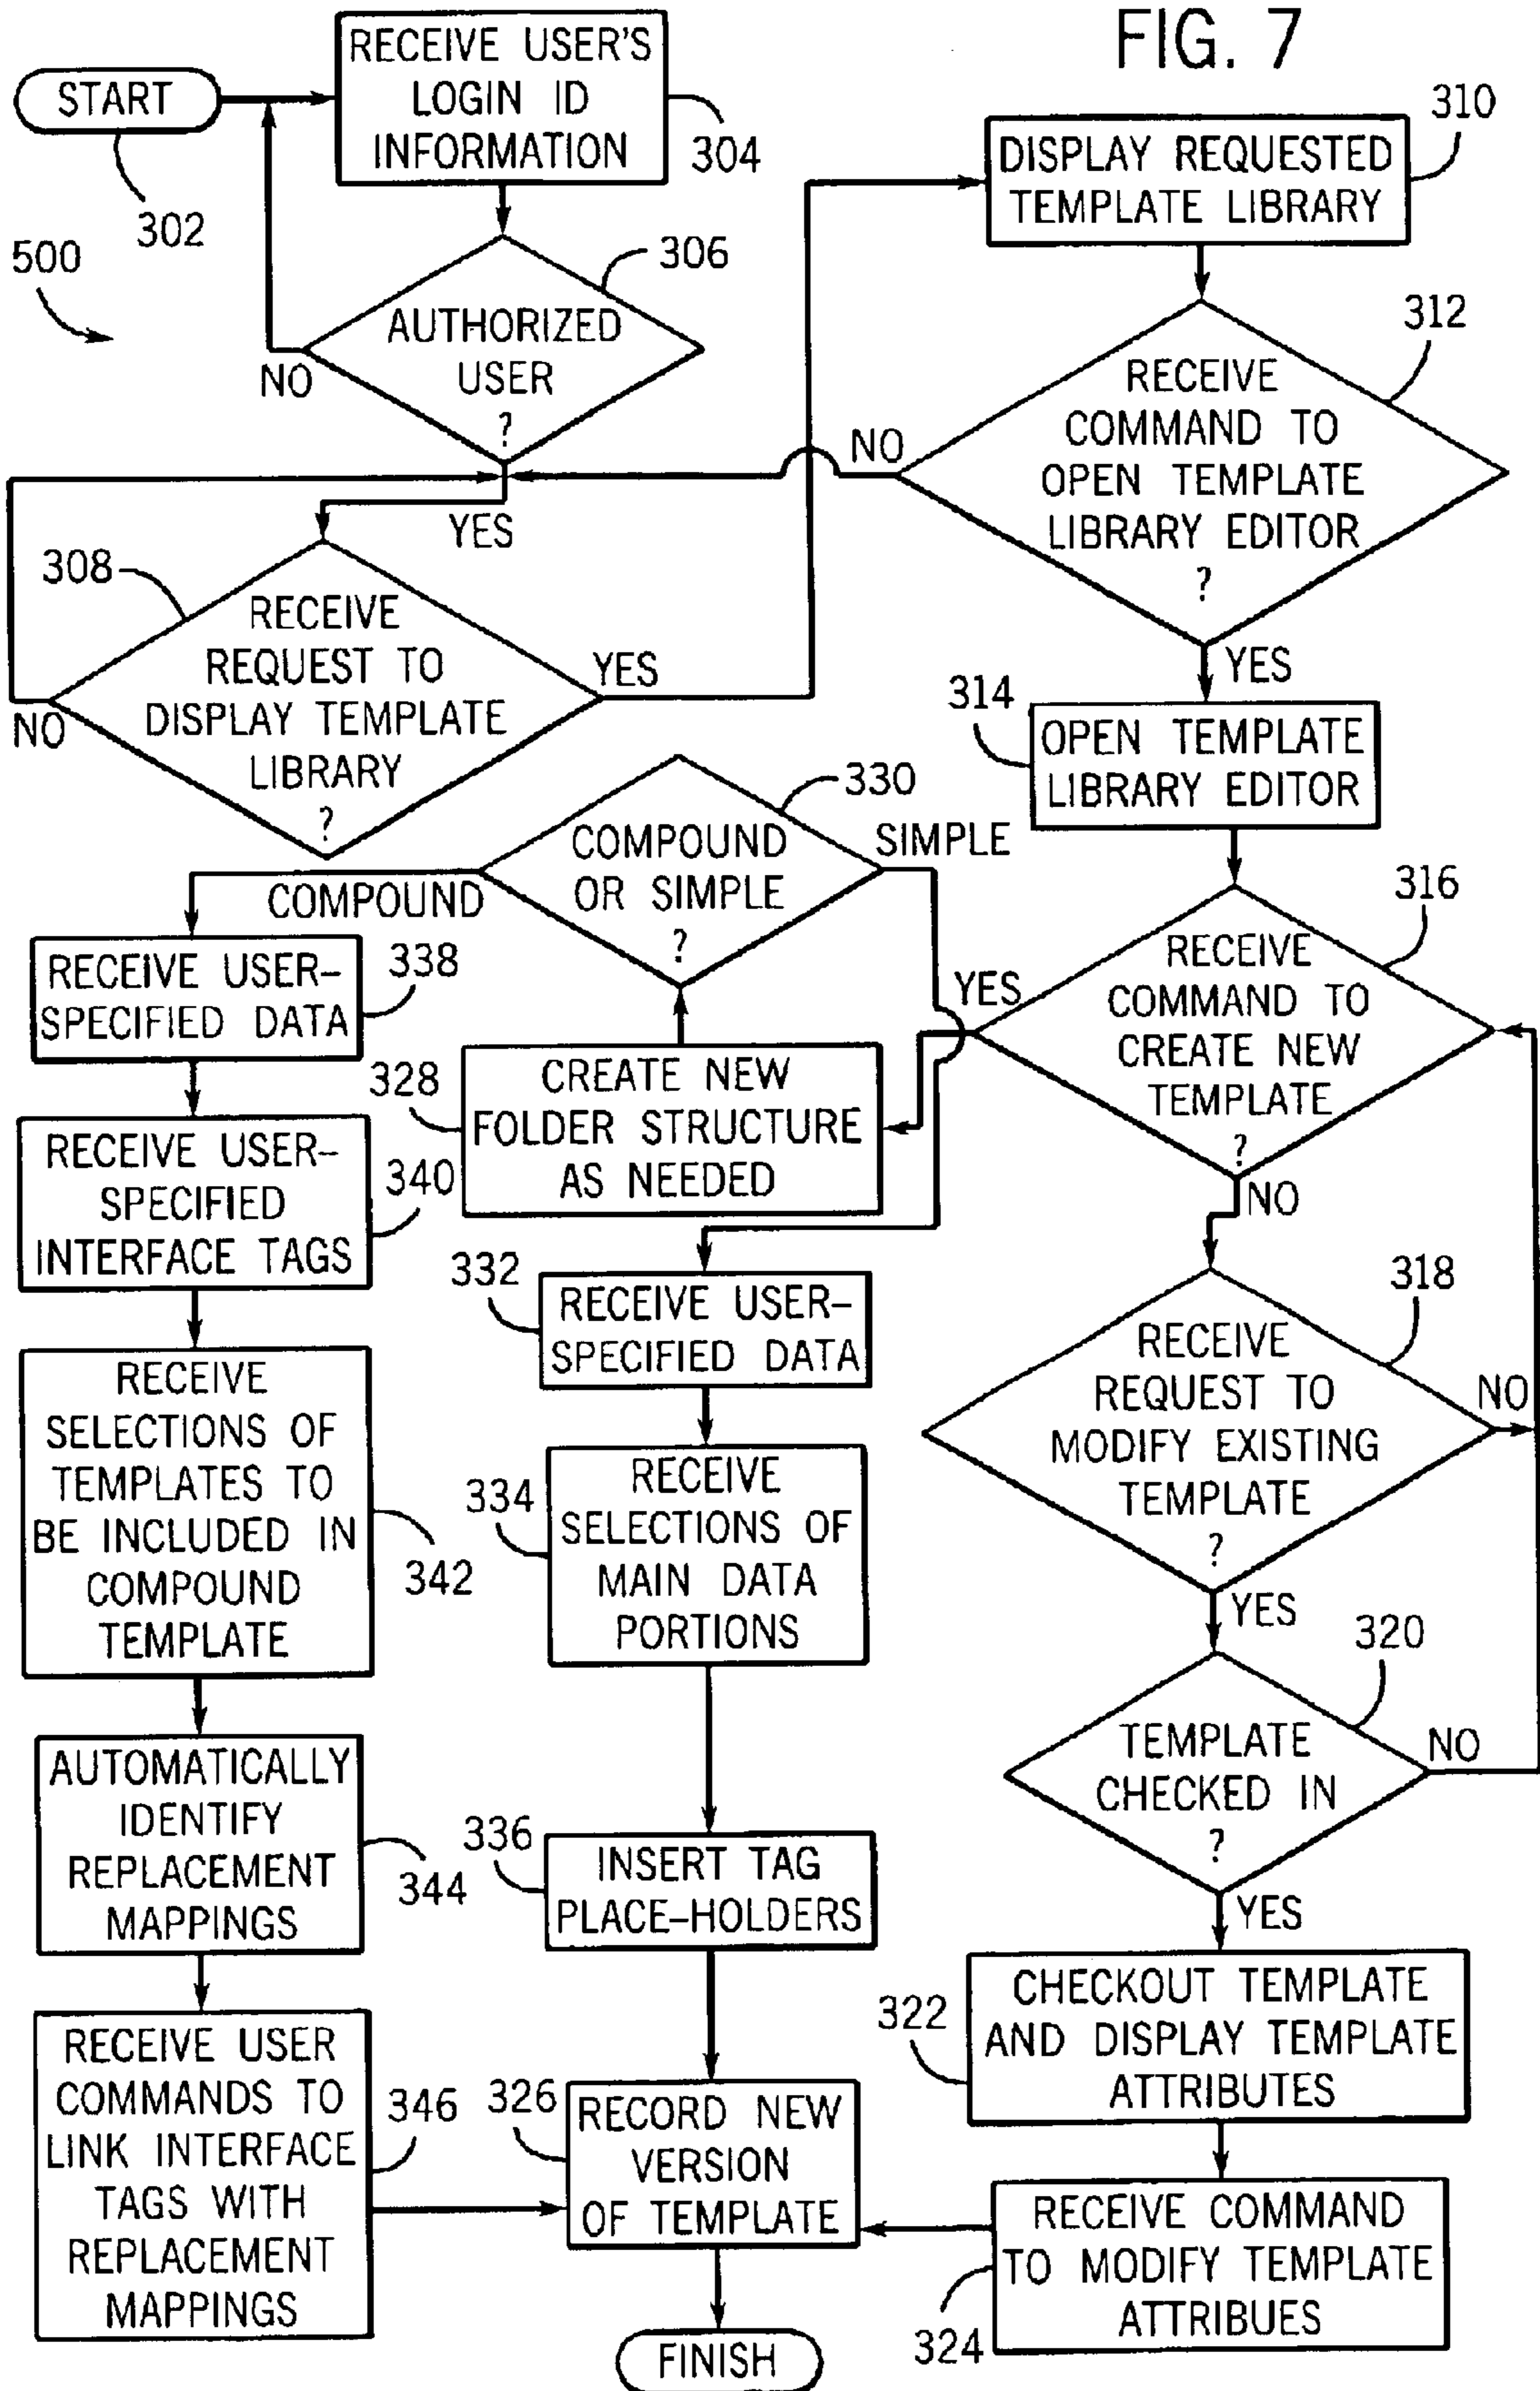 FIG. 7
START
302
500
RECEIVE USER'S
LOGIN ID
INFORMATION
304
AUTHORIZED
USER
?
306
NO
YES
308
RECEIVE
REQUEST TO
DISPLAY TEMPLATE
LIBRARY
?
NO
YES
DISPLAY REQUESTED
TEMPLATE LIBRARY
310
RECEIVE
COMMAND TO
OPEN TEMPLATE
LIBRARY EDITOR
?
312
NO
YES
314
OPEN TEMPLATE
LIBRARY EDITOR
RECEIVE
COMMAND TO
CREATE NEW
TEMPLATE
?
316
YES
NO
RECEIVE
REQUEST TO
MODIFY EXISTING
TEMPLATE
?
318
NO
YES
TEMPLATE
CHECKED IN
?
320
NO
YES
322
CHECKOUT TEMPLATE
AND DISPLAY TEMPLATE
ATTRIBUTES
324
RECEIVE COMMAND
TO MODIFY TEMPLATE
ATTRIBUES
328
CREATE NEW
FOLDER STRUCTURE
AS NEEDED
COMPOUND
OR SIMPLE
?
330
SIMPLE
COMPOUND
332
RECEIVE USER-
SPECIFIED DATA
334
RECEIVE
SELECTIONS OF
MAIN DATA
PORTIONS
336
INSERT TAG
PLACE-HOLDERS
RECEIVE USER-
SPECIFIED DATA
338
RECEIVE USER-
SPECIFIED
INTERFACE TAGS
340
RECEIVE
SELECTIONS OF
TEMPLATES TO
BE INCLUDED IN
COMPOUND
TEMPLATE
342
AUTOMATICALLY
IDENTIFY
REPLACEMENT
MAPPINGS
344
RECEIVE USER
COMMANDS TO
LINK INTERFACE
TAGS WITH
REPLACEMENT
MAPPINGS
346
326
RECORD NEW
VERSION
OF TEMPLATE
FINISH